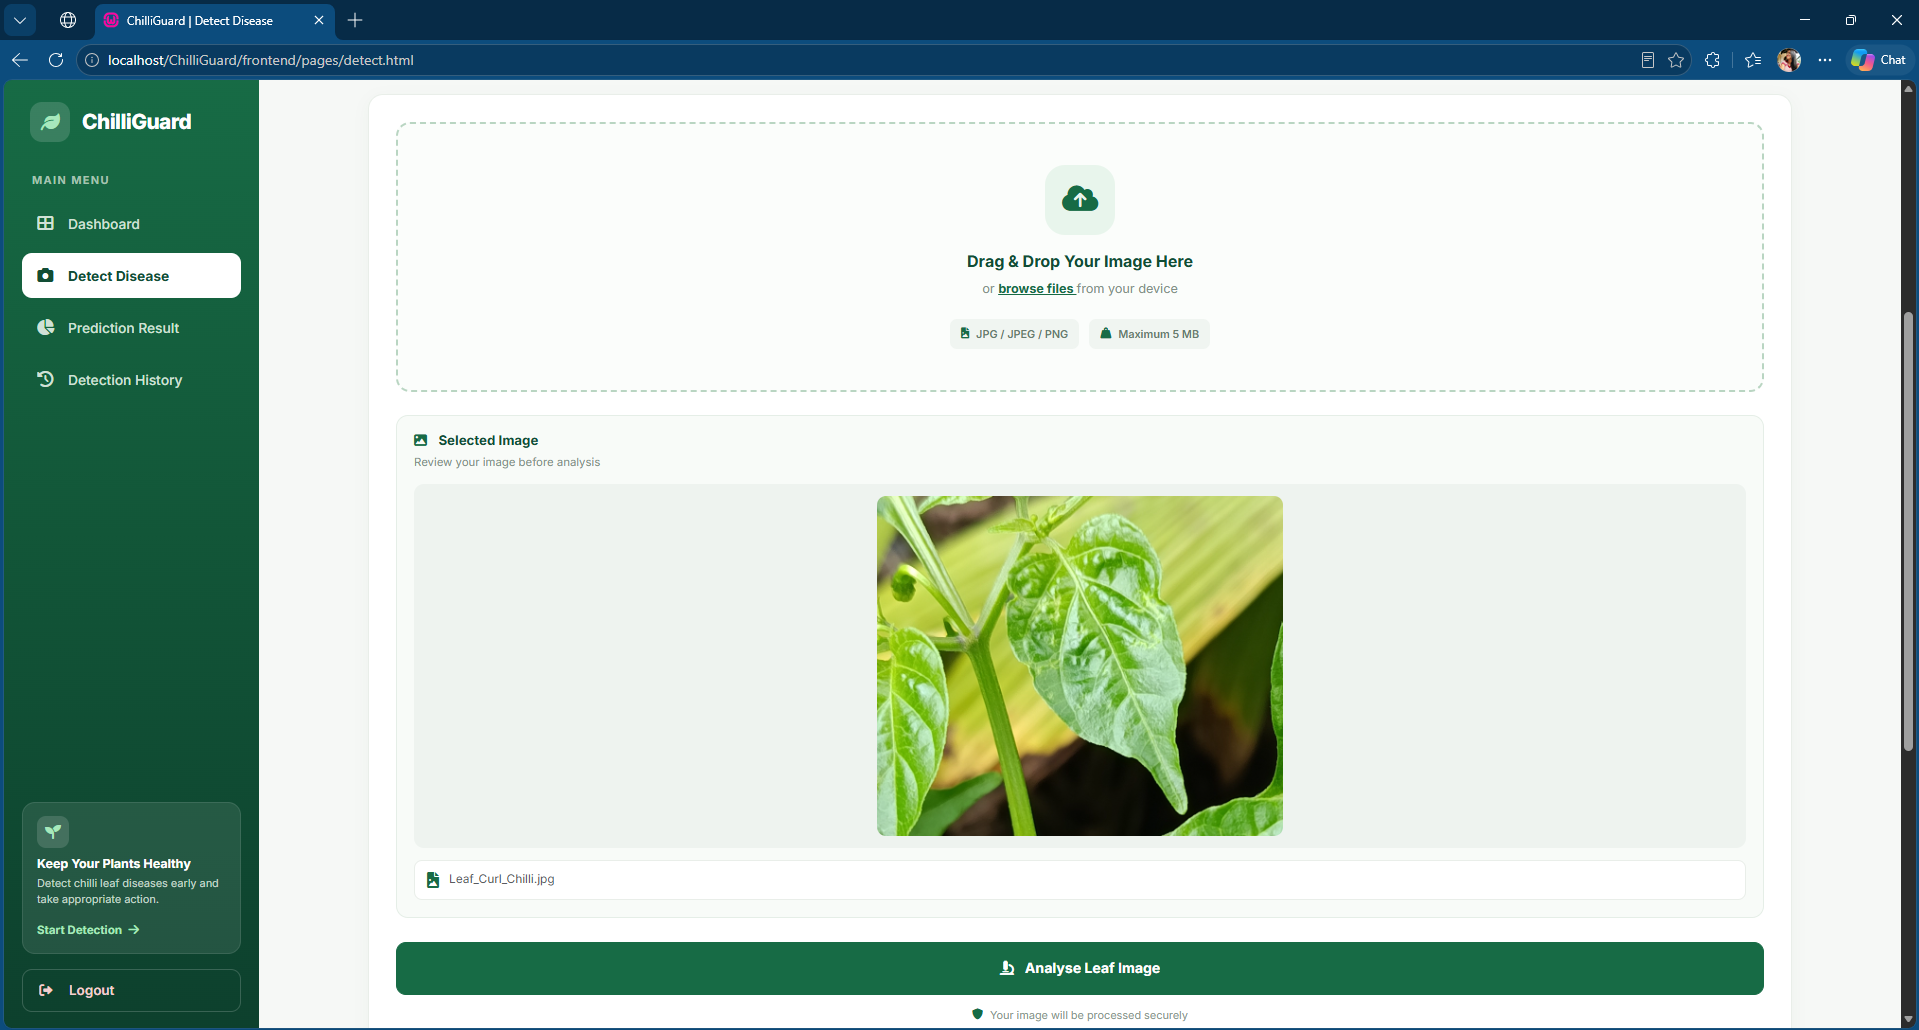 ChilliGuard | Detect Disease
localhost/ChilliGuard/frontend/pages/detect.html
Chat
ChilliGuard
MAIN MENU
Dashboard
Detect Disease
Prediction Result
Detection History
Keep Your Plants Healthy
Detect chilli leaf diseases early and
take appropriate action.
Start Detection →
Logout
Drag & Drop Your Image Here
or browse files from your device
JPG / JPEG / PNG
Maximum 5 MB
Selected Image
Review your image before analysis
Leaf_Curl_Chilli.jpg
Analyse Leaf Image
Your image will be processed securely